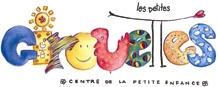 les petites
Girouettes
CENTRE DE LA PETITE ENFANCE